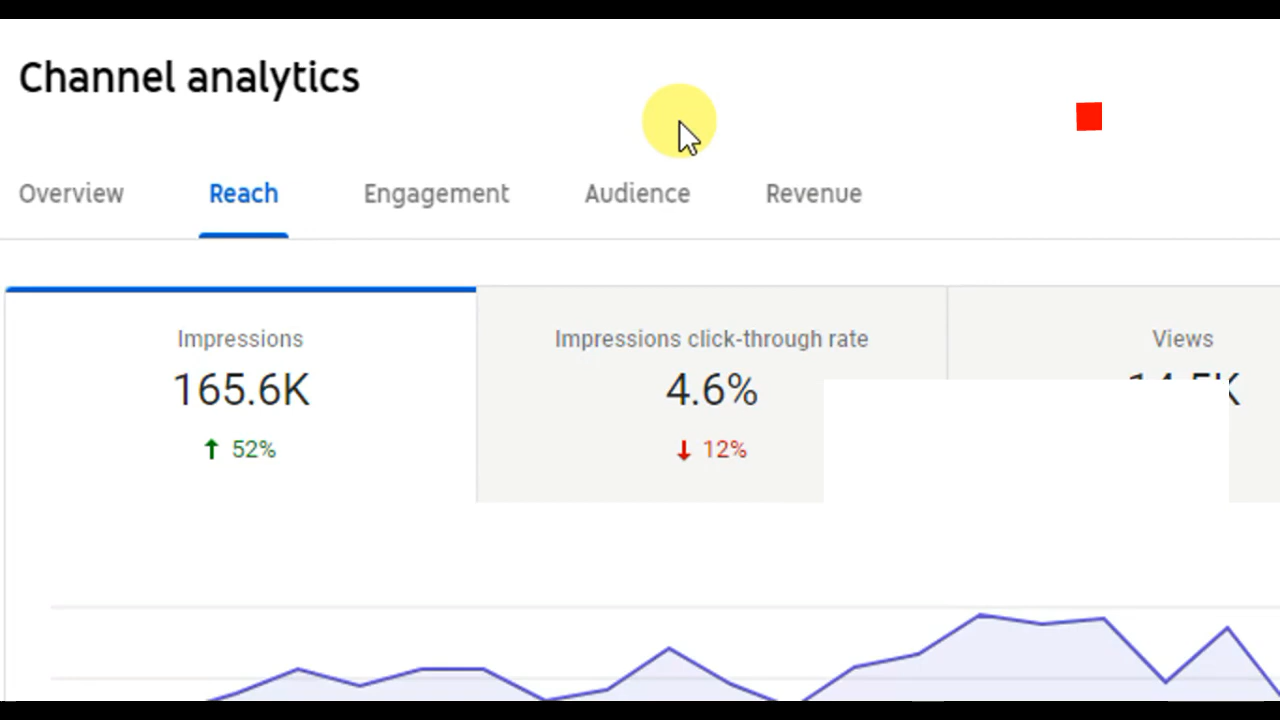 Channel analytics
Overview Reach Engagement Audience Revenue
Impressions Impressions click-through rate Views
165.6K 4.6%
52% 12%